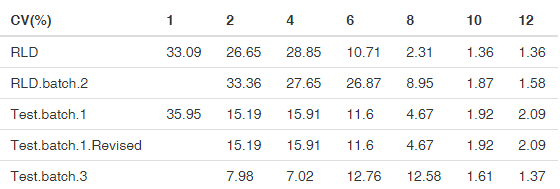 CV(%) 1 2 4 6 8 10 12
RLD 33.09 26.65 28.85 10.71 2.31 1.36 1.36
RLD.batch.2 33.36 27.65 26.87 8.95 1.87 1.58
Test.batch.1 35.95 15.19 15.91 11.6 4.67 1.92 2.09
Test.batch.1.Revised 15.19 15.91 11.6 4.67 1.92 2.09
Test.batch.3 7.98 7.02 12.76 12.58 1.61 1.37